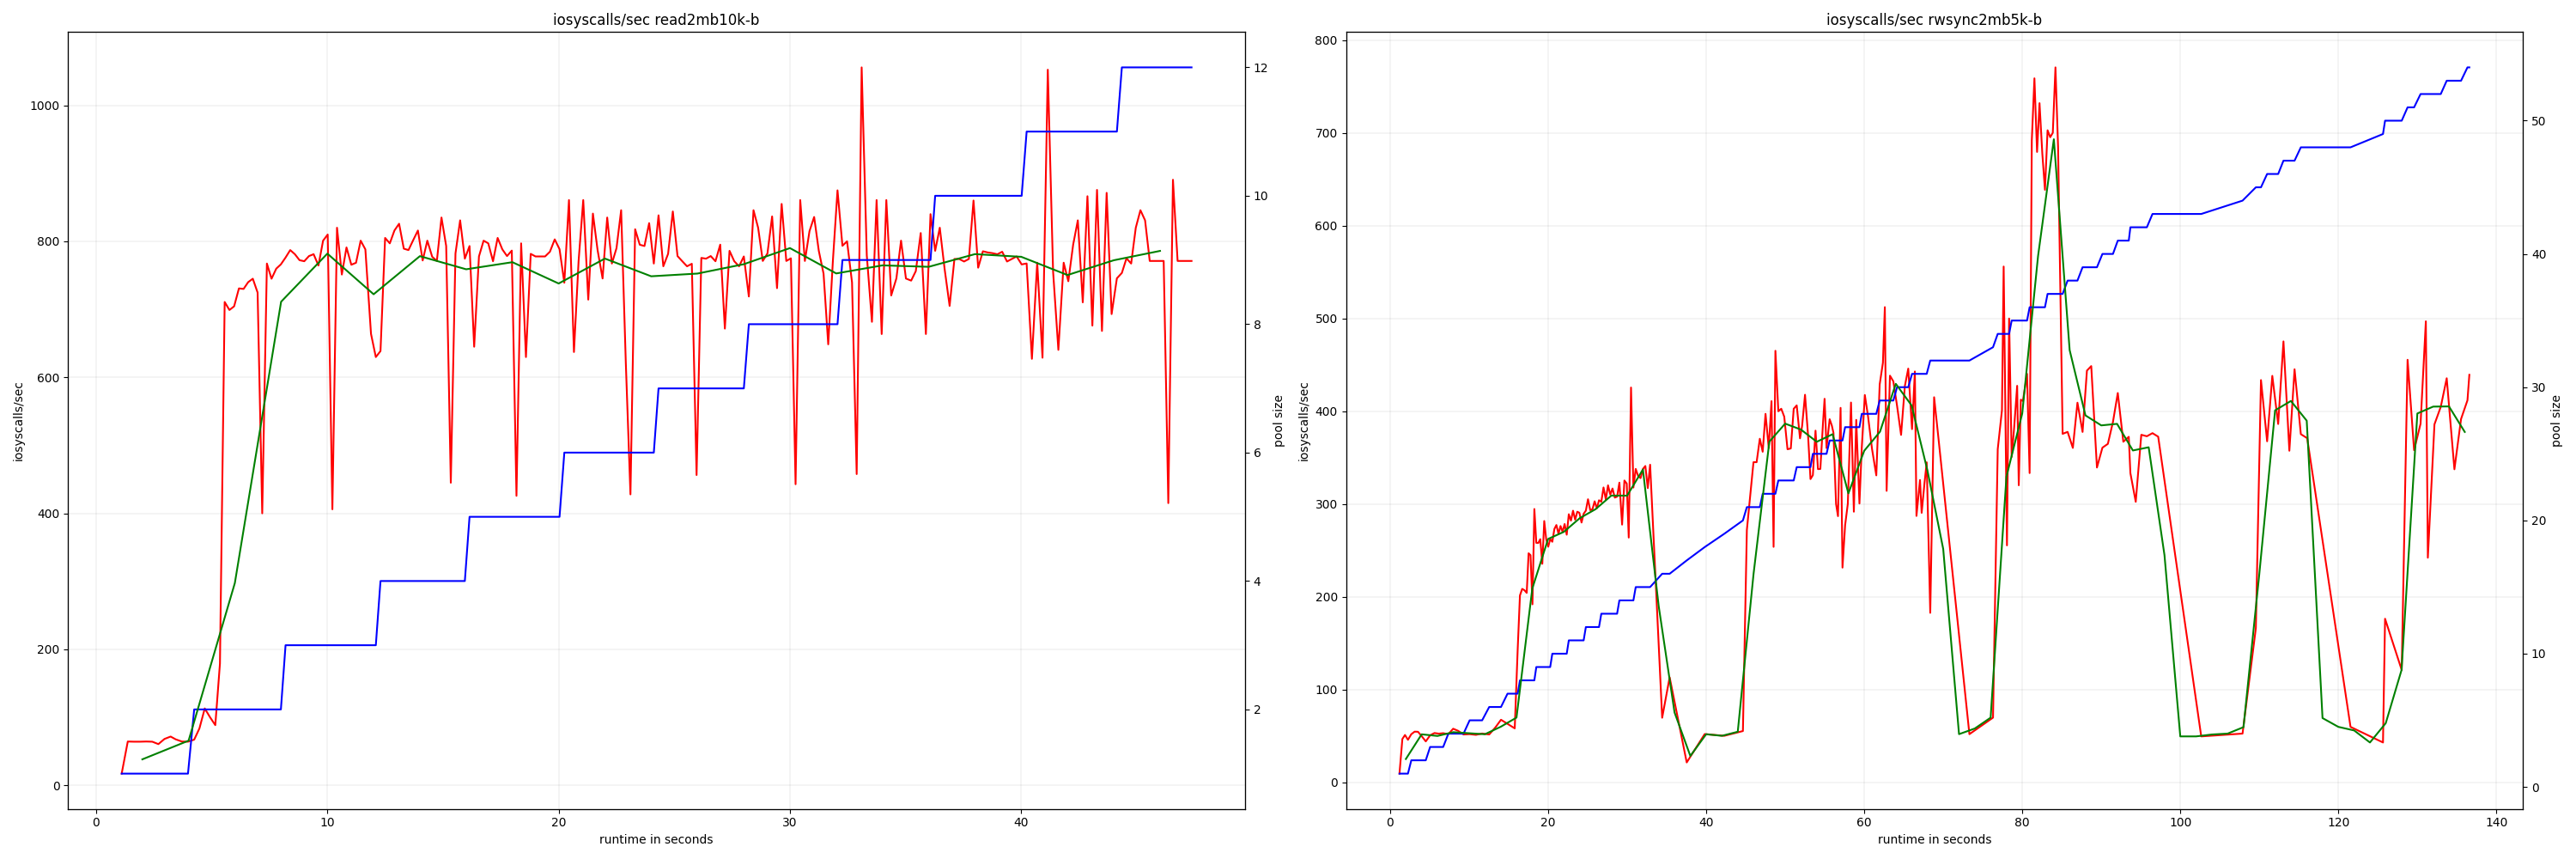 iosyscalls/sec read2mb10k-b
iosyscalls/sec
1000
800
600
400
200
0
0 10 20 30 40
runtime in seconds
12
10
8
6
4
2
pool size
iosyscalls/sec rwsync2mb5k-b
iosyscalls/sec
800
700
600
500
400
300
200
100
0
0 20 40 60 80 100 120 140
runtime in seconds
50
40
30
20
10
0
pool size